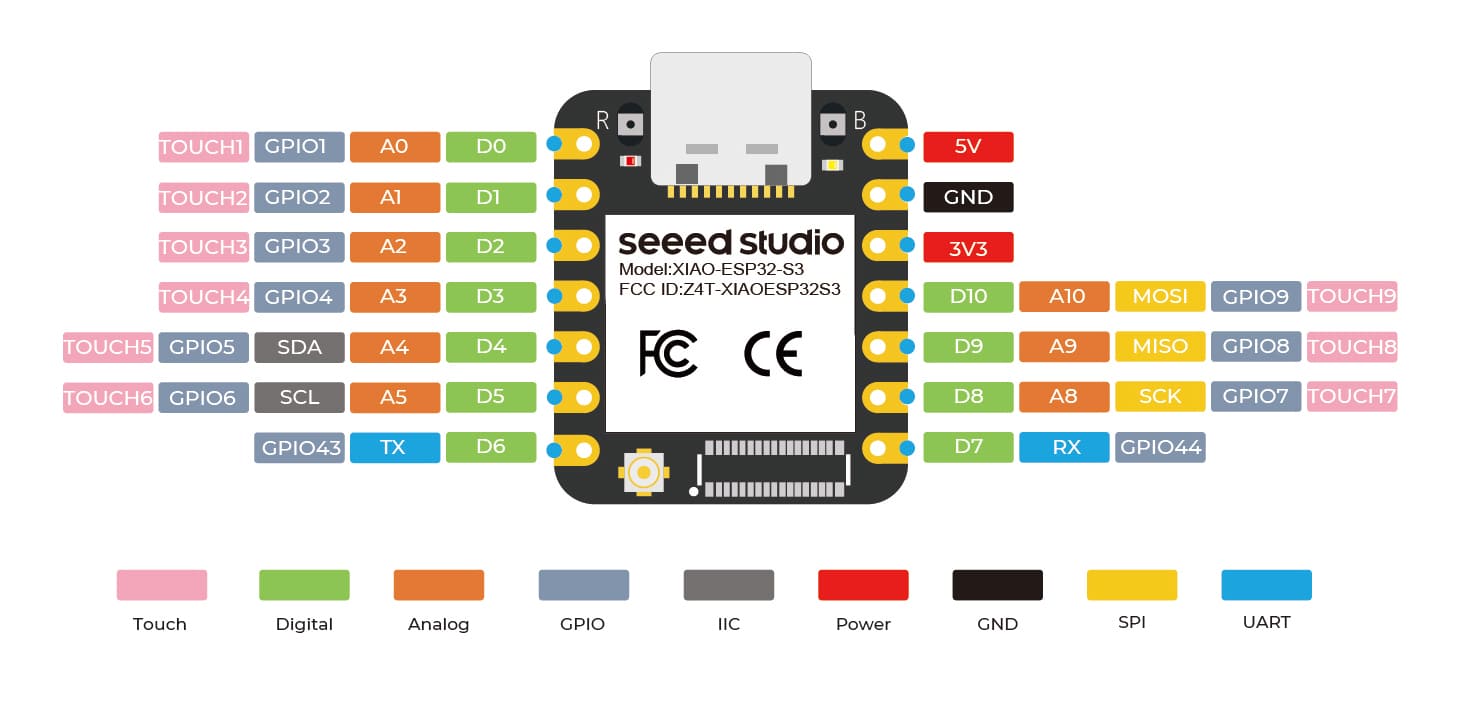 R B
TOUCH1 GPIO1 A0 D0 5V
TOUCH2 GPIO2 A1 D1 GND
TOUCH3 GPIO3 A2 D2 3V3
TOUCH4 GPIO4 A3 D3 D10 A10 MOSI GPIO9 TOUCH9
TOUCH5 GPIO5 SDA A4 D4 D9 A9 MISO GPIO8 TOUCH8
TOUCH6 GPIO6 SCL A5 D5 D8 A8 SCK GPIO7 TOUCH7
GPIO43 TX D6 D7 RX GPIO44
seeed studio
Model:XIAO-ESP32-S3
FCC ID:Z4T-XIAOESP32S3
FC CE
Touch Digital Analog GPIO IIC Power GND SPI UART